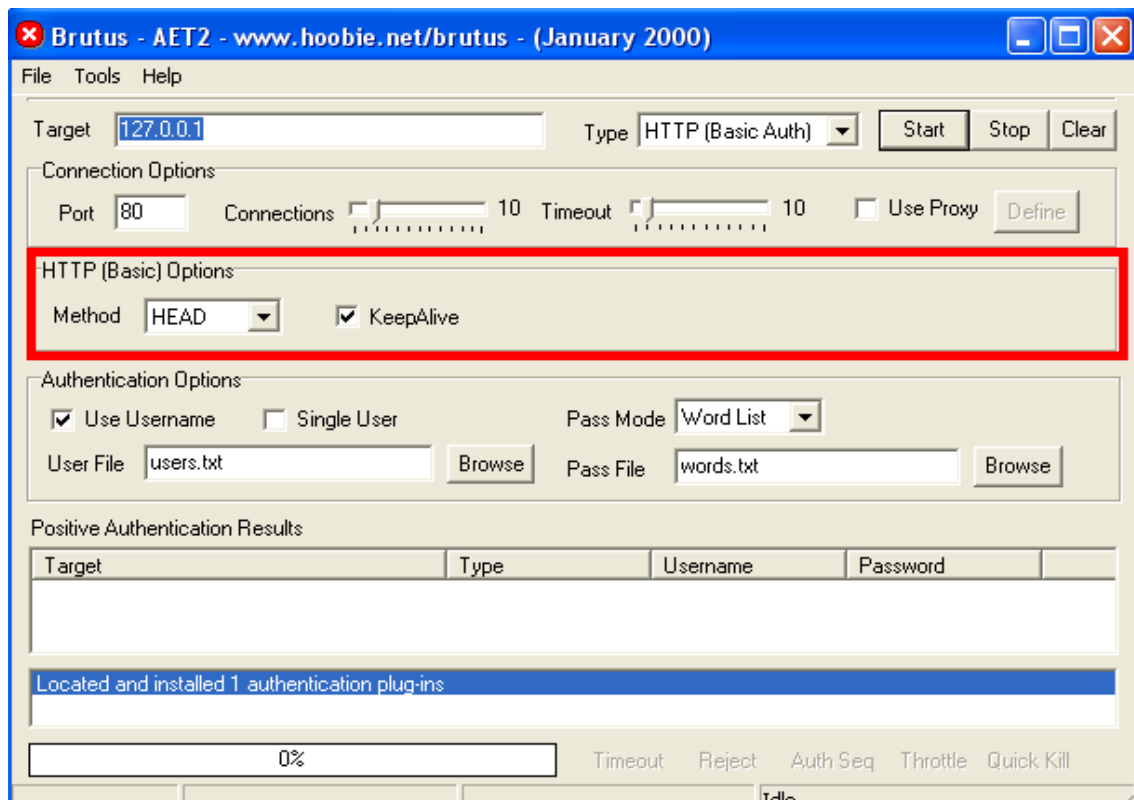 Brutus - AET2 - www.hoobie.net/brutus - (January 2000)
File Tools Help
Target 127.0.0.1 Type HTTP (Basic Auth) Start Stop Clear
Connection Options
Port 80 Connections 10 Timeout 10 Use Proxy Define
HTTP (Basic) Options
Method HEAD KeepAlive
Authentication Options
Use Username Single User Pass Mode Word List
User File users.txt Browse Pass File words.txt Browse
Positive Authentication Results
Target Type Username Password
Located and installed 1 authentication plug-ins
0% Timeout Reject Auth Seq Throttle Quick Kill
Idle